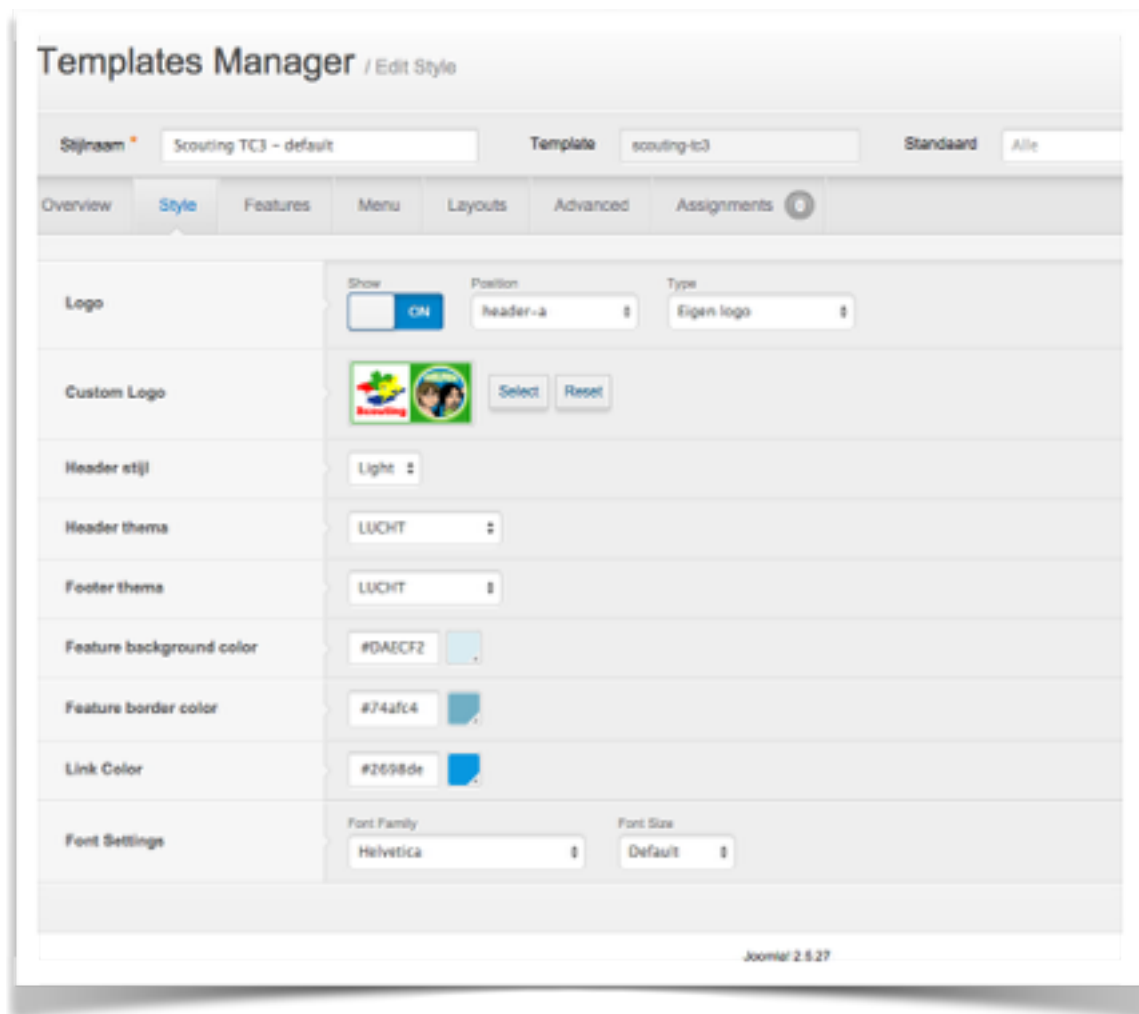 Templates Manager / Edit Style
Stijlnaam * Scouting TC3 - default Template scouting-tc3 Standaard Alle
Overview Style Features Menu Layouts Advanced Assignments 0
Show Position Type
Logo ON header-a Eigen logo
Custom Logo Scouting Select Reset
Header stijl Light
Header thema LUCHT
Footer thema LUCHT
Feature background color #DAECF2
Feature border color #74afc4
Link Color #2698de
Font Family Font Size
Font Settings Helvetica Default
Joomla! 2.5.27